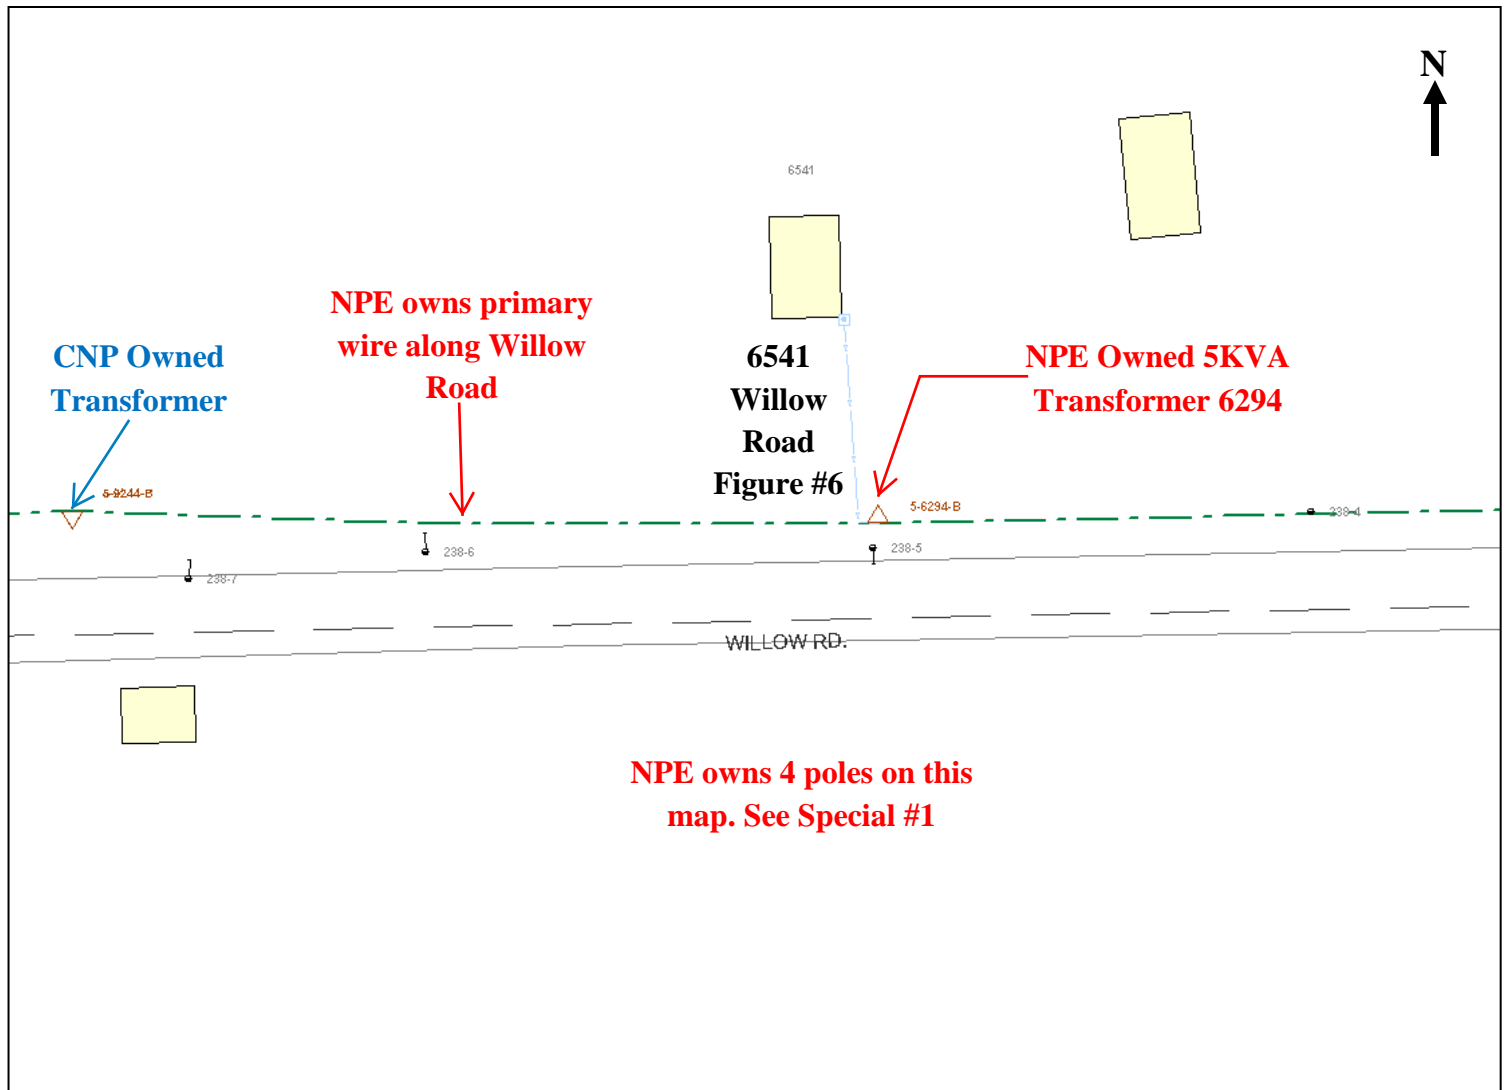 N
6541
NPE owns primary
wire along Willow
Road
CNP Owned
Transformer
6541
Willow
Road
Figure #6
NPE Owned 5KVA
Transformer 6294
5-9244-B
5-6294-B
238-4
238-6
238-5
238-7
WILLOW RD.
NPE owns 4 poles on this
map. See Special #1